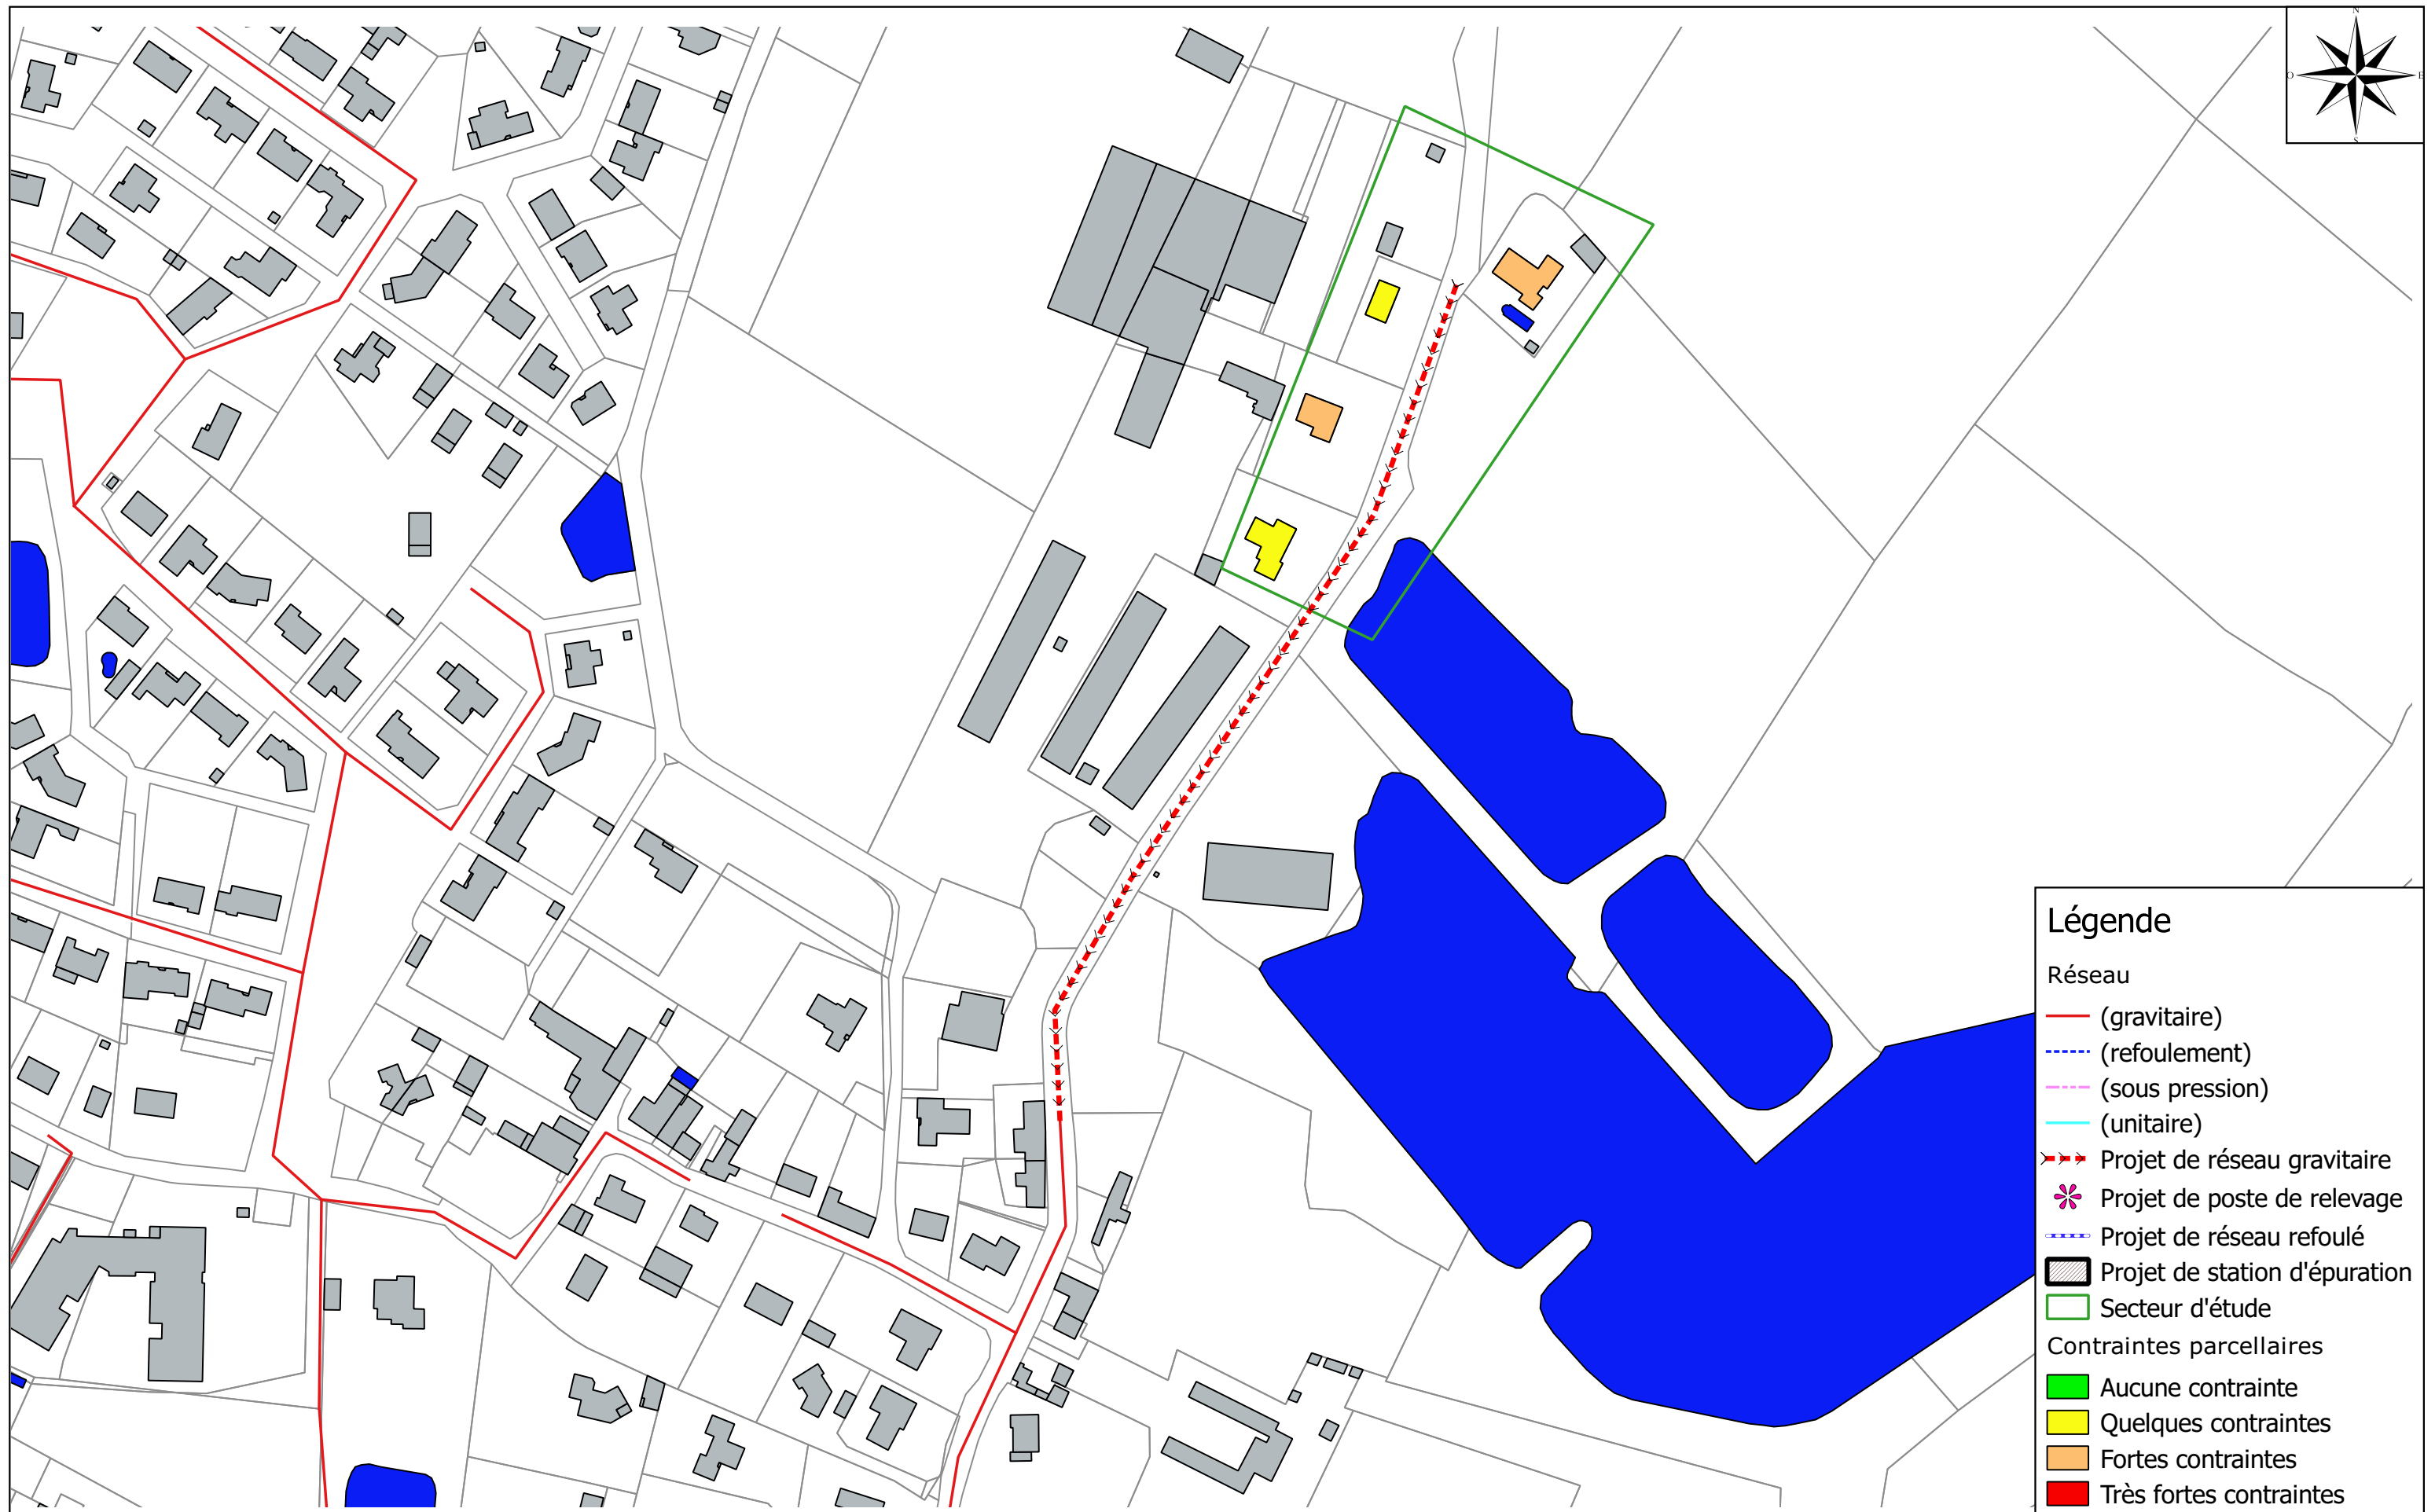 N
O
E
S
Légende
Réseau
(gravitaire)
(refoulement)
(sous pression)
(unitaire)
Projet de réseau gravitaire
Projet de poste de relevage
Projet de réseau refoulé
Projet de station d'épuration
Secteur d'étude
Contraintes parcellaires
Aucune contrainte
Quelques contraintes
Fortes contraintes
Très fortes contraintes